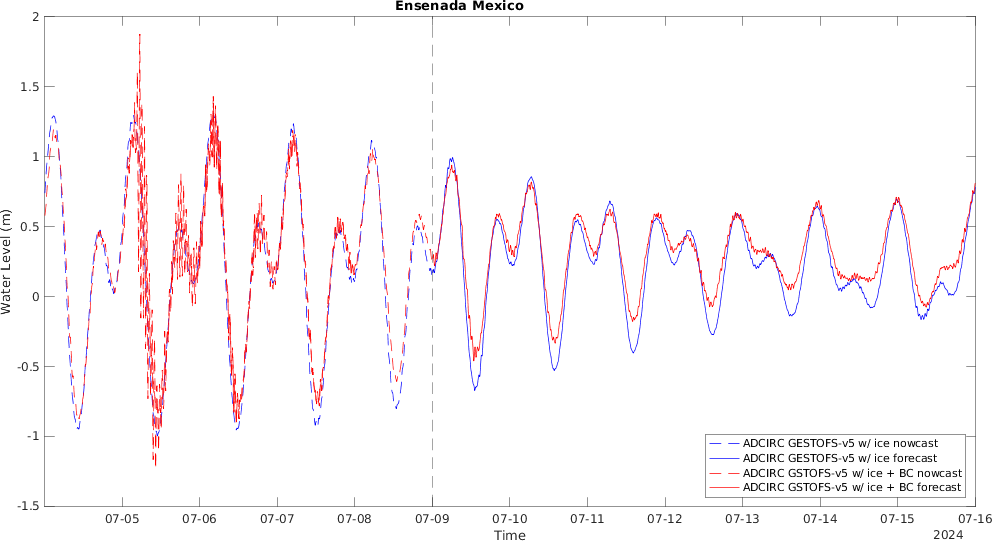 Ensenada Mexico
2
1.5
1
0.5
0
-0.5
-1
-1.5
Water Level (m)
07-05 07-06 07-07 07-08 07-09 07-10 07-11 07-12 07-13 07-14 07-15 07-16
Time
2024
ADCIRC GESTOFS-v5 w/ ice nowcast
ADCIRC GESTOFS-v5 w/ ice forecast
ADCIRC GSTOFS-v5 w/ ice + BC nowcast
ADCIRC GSTOFS-v5 w/ ice + BC forecast